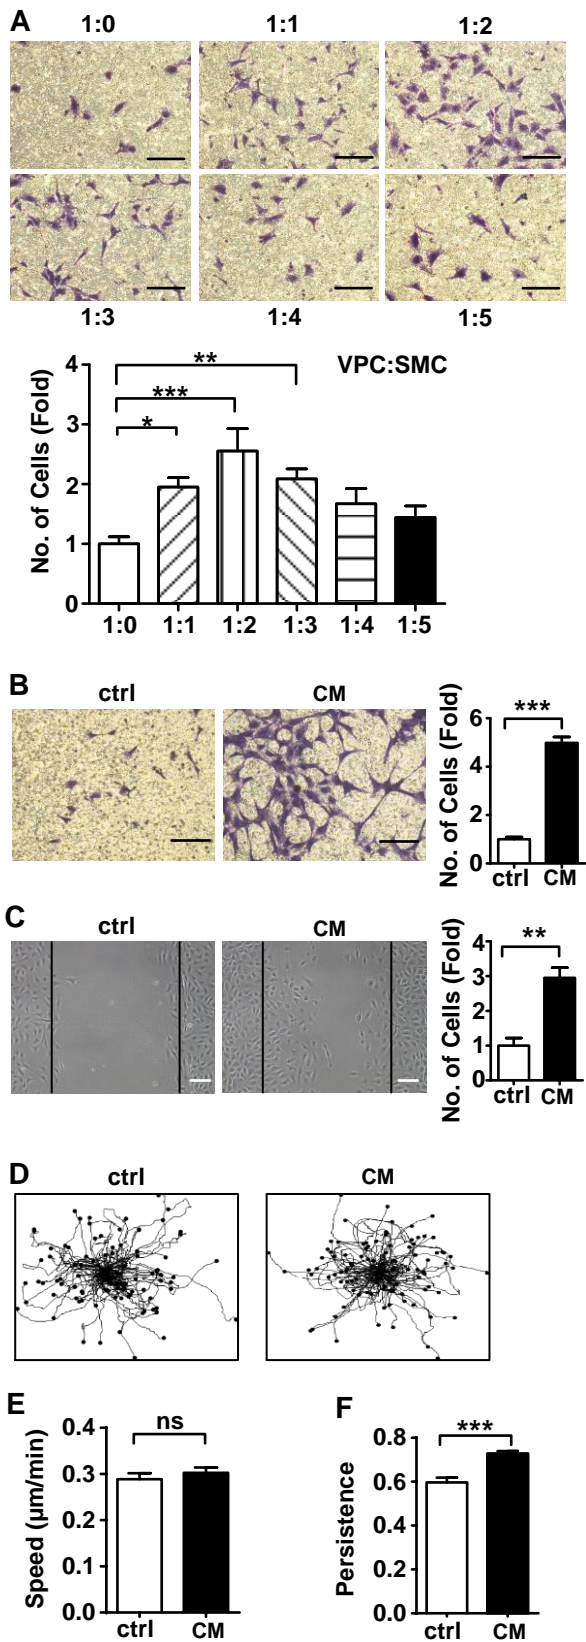 A
1:0 1:1 1:2
1:3 1:4 1:5
No. of Cells (Fold)
4
3
2
1
0
**
***
*
VPC:SMC
1:0 1:1 1:2 1:3 1:4 1:5
B
ctrl CM
No. of Cells (Fold)
6
4
2
0
***
ctrl CM
C
ctrl CM
No. of Cells (Fold)
4
3
2
1
0
**
ctrl CM
D
ctrl CM
E
Speed (µm/min)
0.4
0.3
0.2
0.1
0.0
ns
ctrl CM
F
Persistence
0.8
0.6
0.4
0.2
0.0
***
ctrl CM